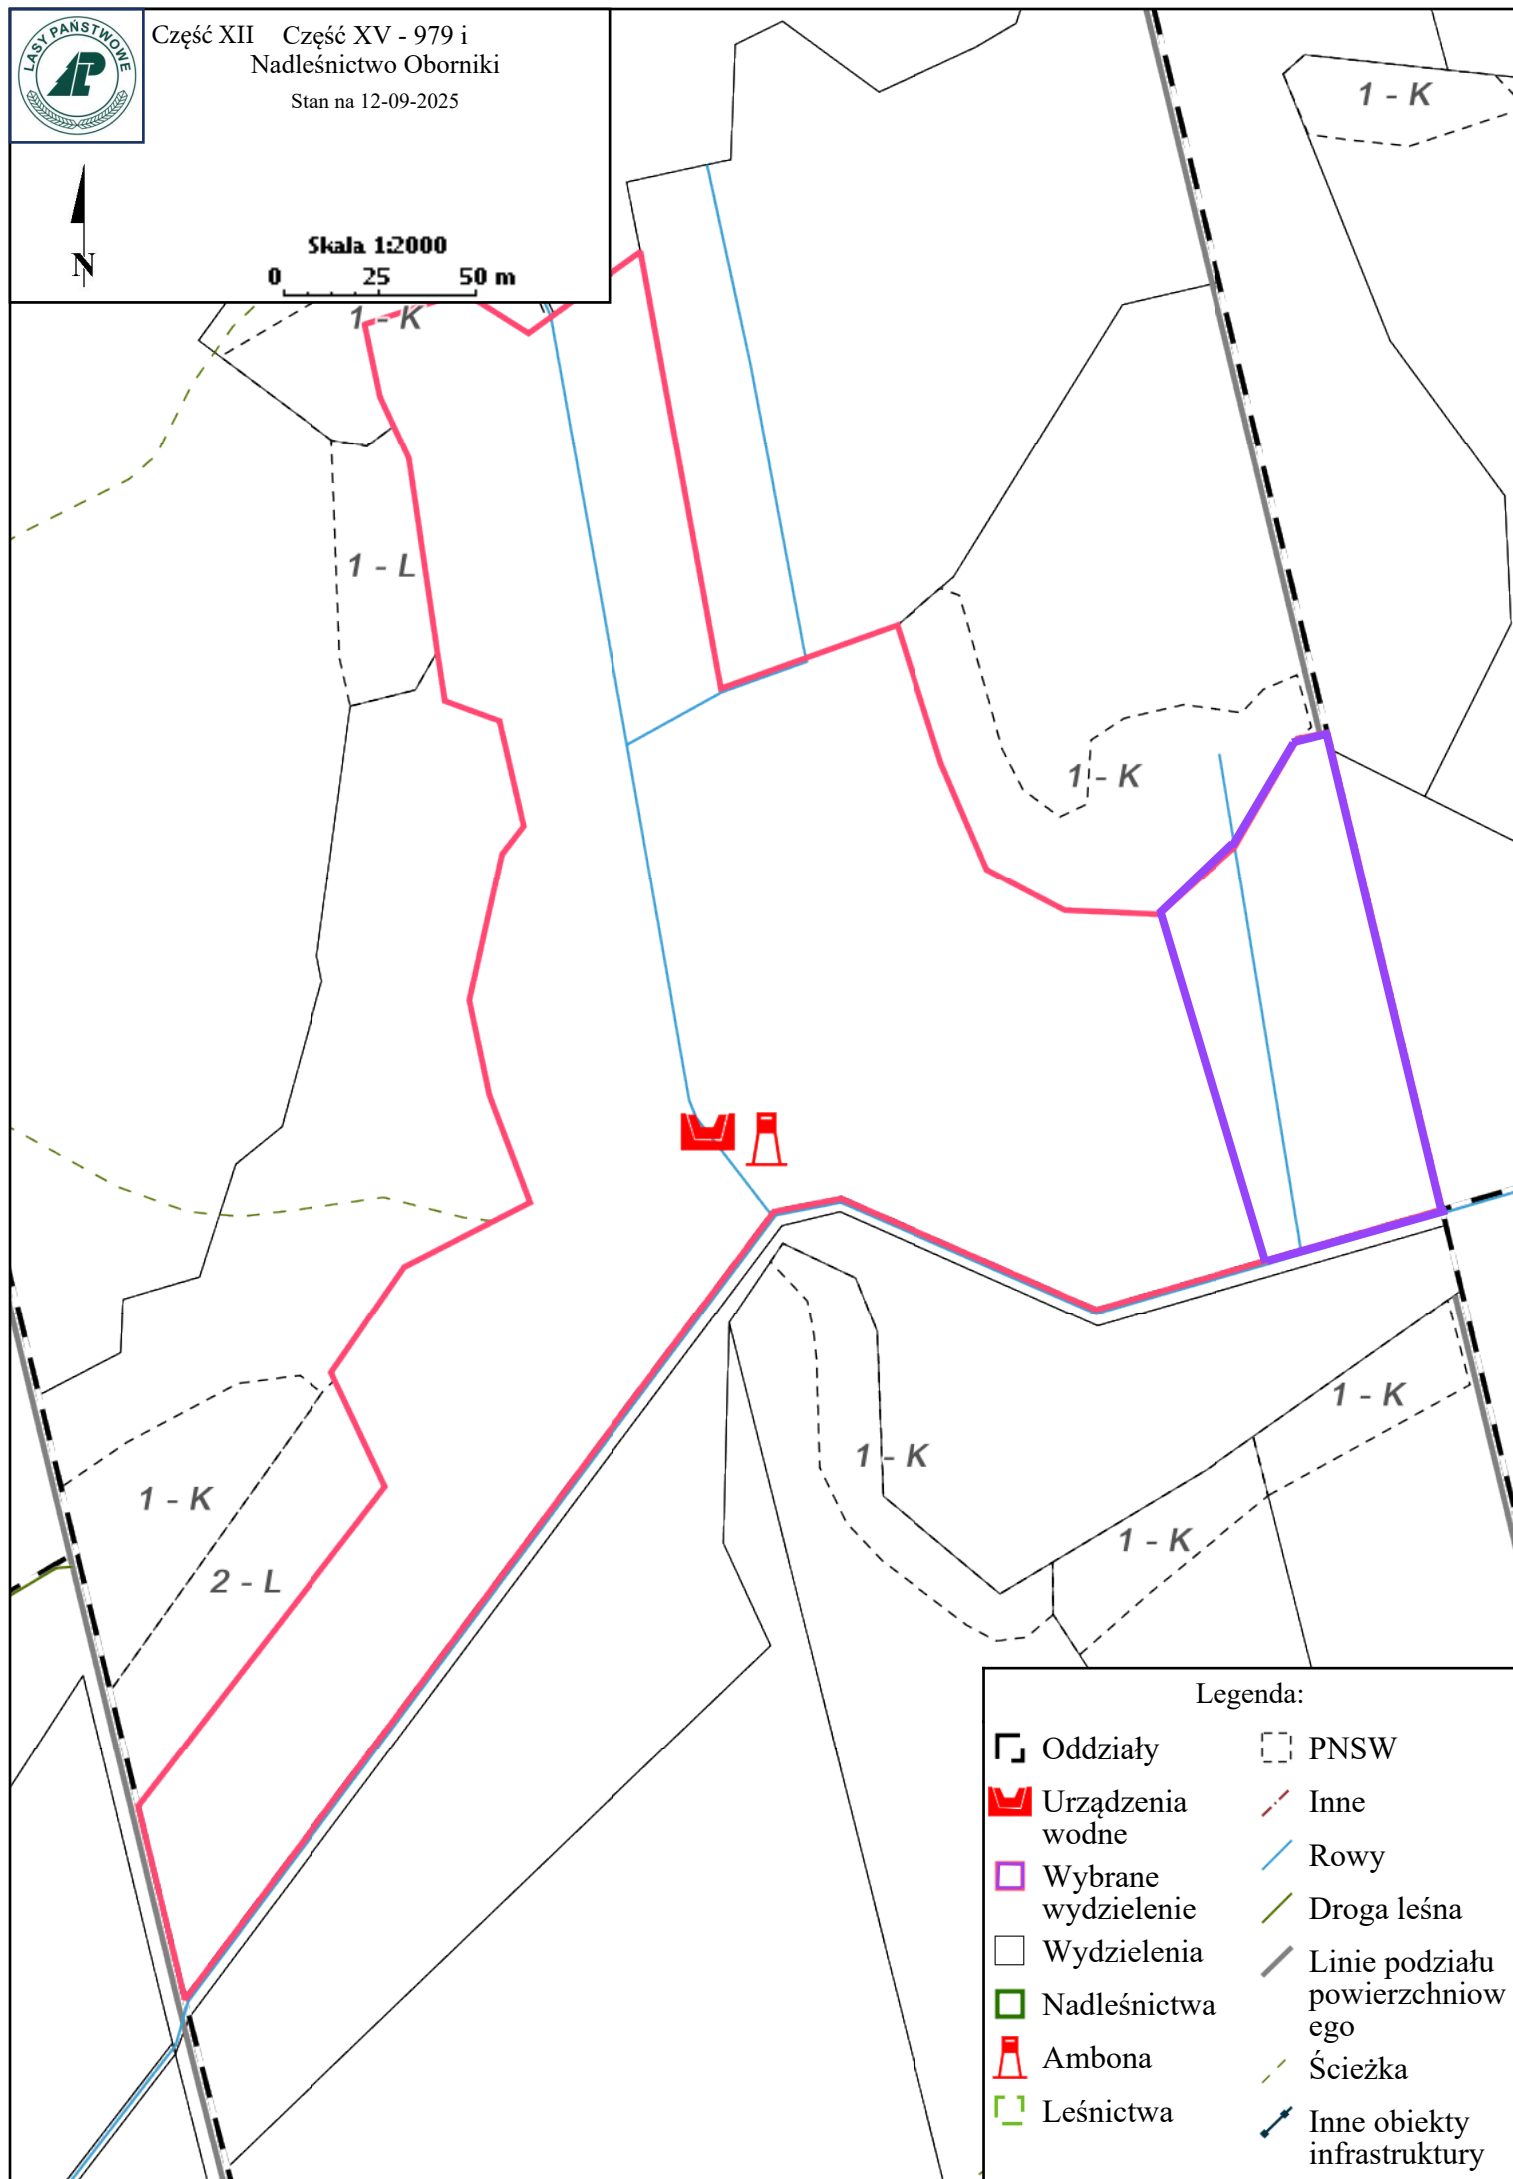 LASY PAŃSTWOWE
LP
Część XII Część XV - 979 i
Nadleśnictwo Oborniki
Stan na 12-09-2025
N
Skala 1:2000
0 25 50 m
1 - K
1 - K
1 - L
1 - K
1 - K
1 - K
1 - K
1 - K
2 - L
Legenda:
Oddziały
Urządzenia
wodne
Wybrane
wydzielenie
Wydzielenia
Nadleśnictwa
Ambona
Leśnictwa
PNSW
Inne
Rowy
Droga leśna
Linie podziału
powierzchniow
ego
Ścieżka
Inne obiekty
infrastruktury